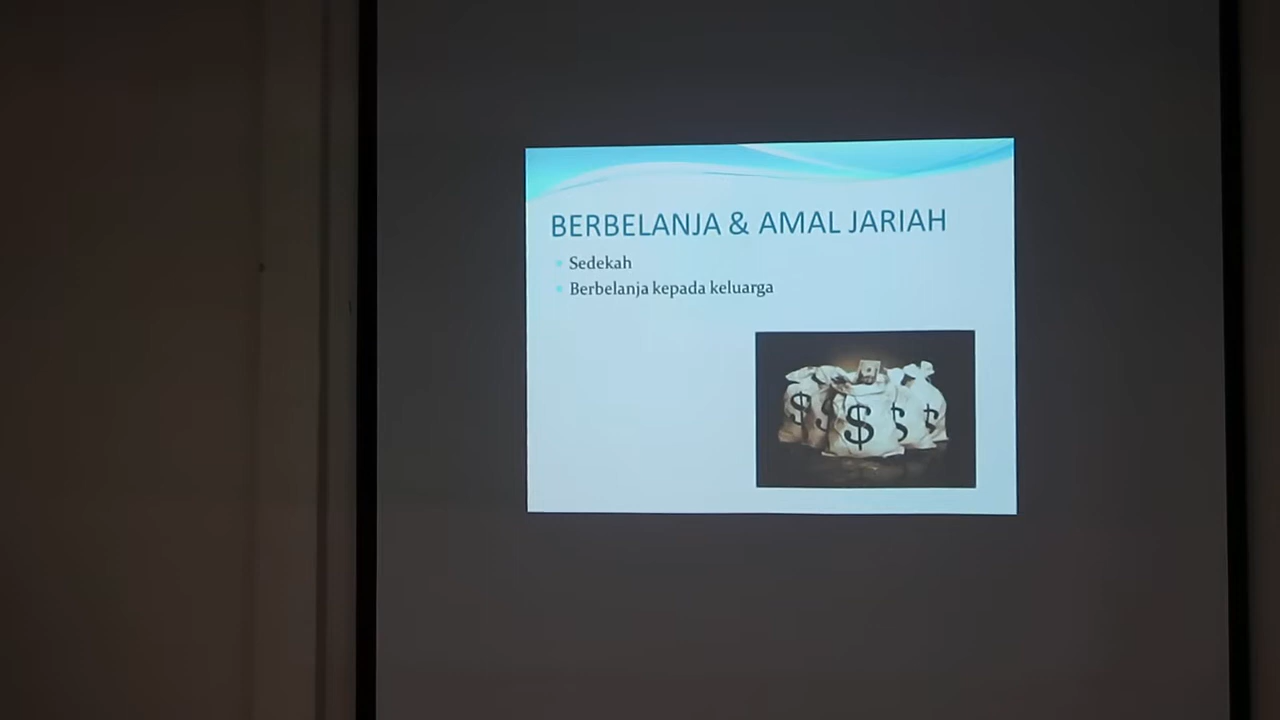 BERBELANJA & AMAL JARIAH
Sedekah
Berbelanja kepada keluarga
$ $ $ $